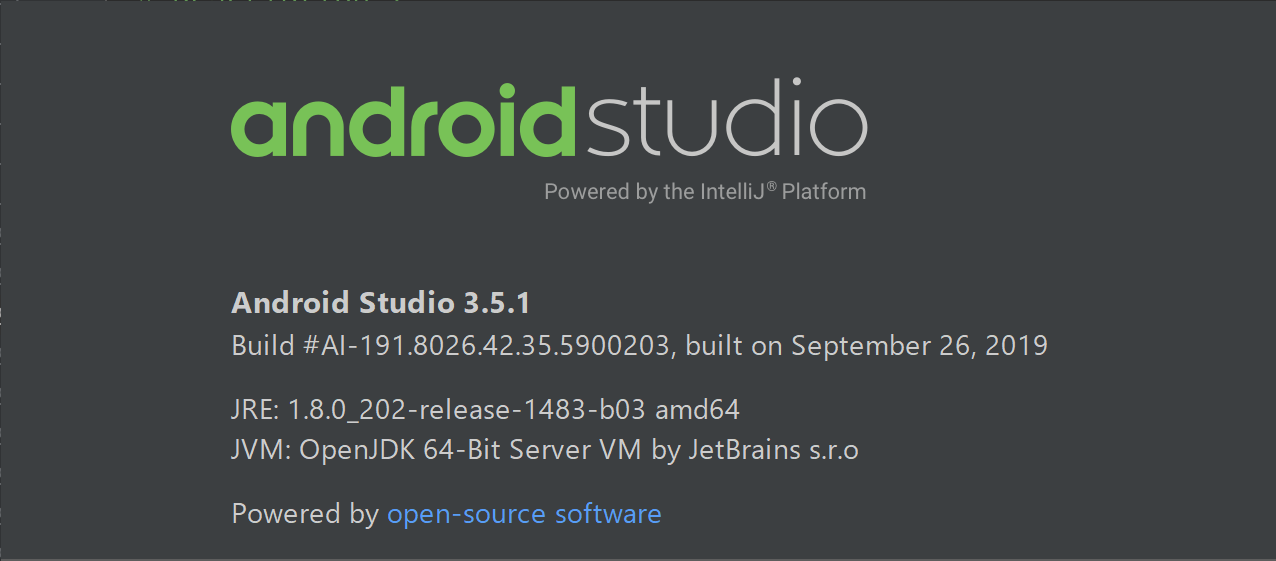 androidstudio
Powered by the IntelliJ® Platform
Android Studio 3.5.1
Build #AI-191.8026.42.35.5900203, built on September 26, 2019
JRE: 1.8.0_202-release-1483-b03 amd64
JVM: OpenJDK 64-Bit Server VM by JetBrains s.r.o
Powered by open-source software